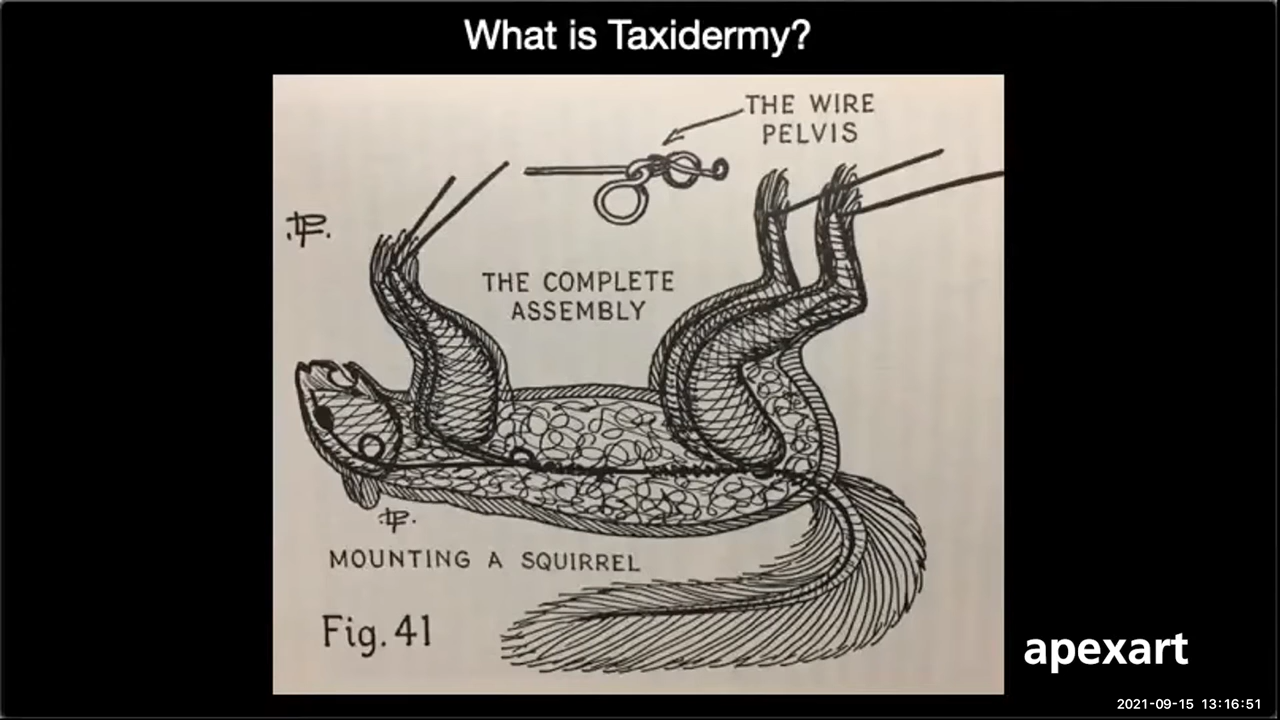 What is Taxidermy?
THE WIRE
PELVIS
THE COMPLETE
ASSEMBLY
MOUNTING A SQUIRREL
Fig. 41
apexart
2021-09-15 13:16:51